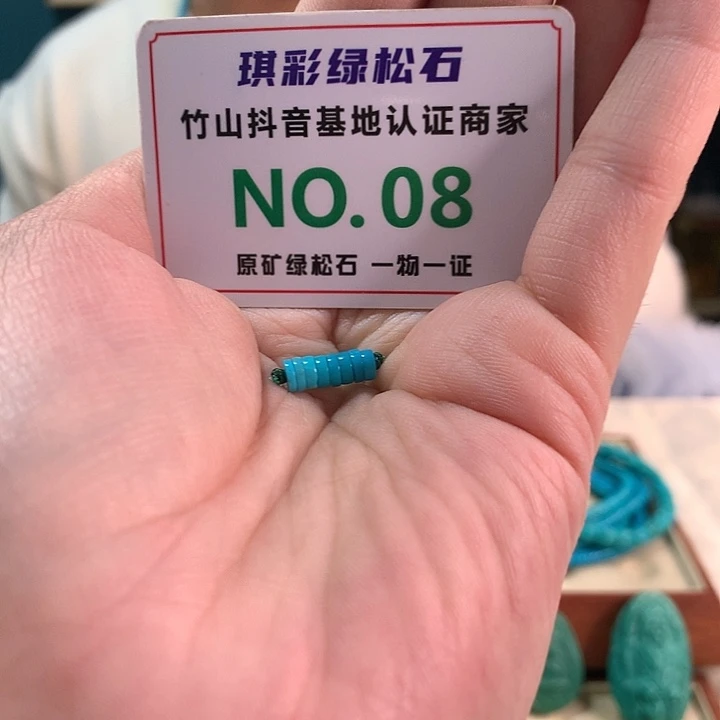 琪彩绿松石
竹山抖音基地认证商家
NO.08
原矿绿松石 一物一证